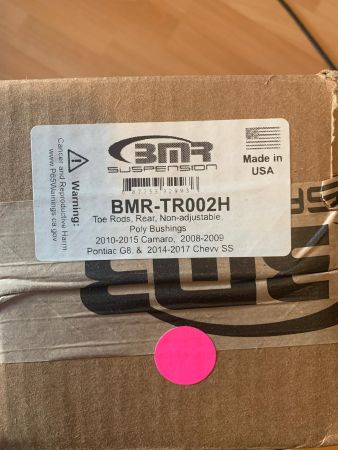 BMR
SUSPENSION
Made in
USA
Warning:
Cancer and Reproductive Harm
www.P65Warnings.ca.gov
BMR-TR002H
Toe Rods, Rear, Non-adjustable
Poly Bushings
2010-2015 Camaro, 2008-2009
Pontiac G8, & 2014-2017 Chevy SS